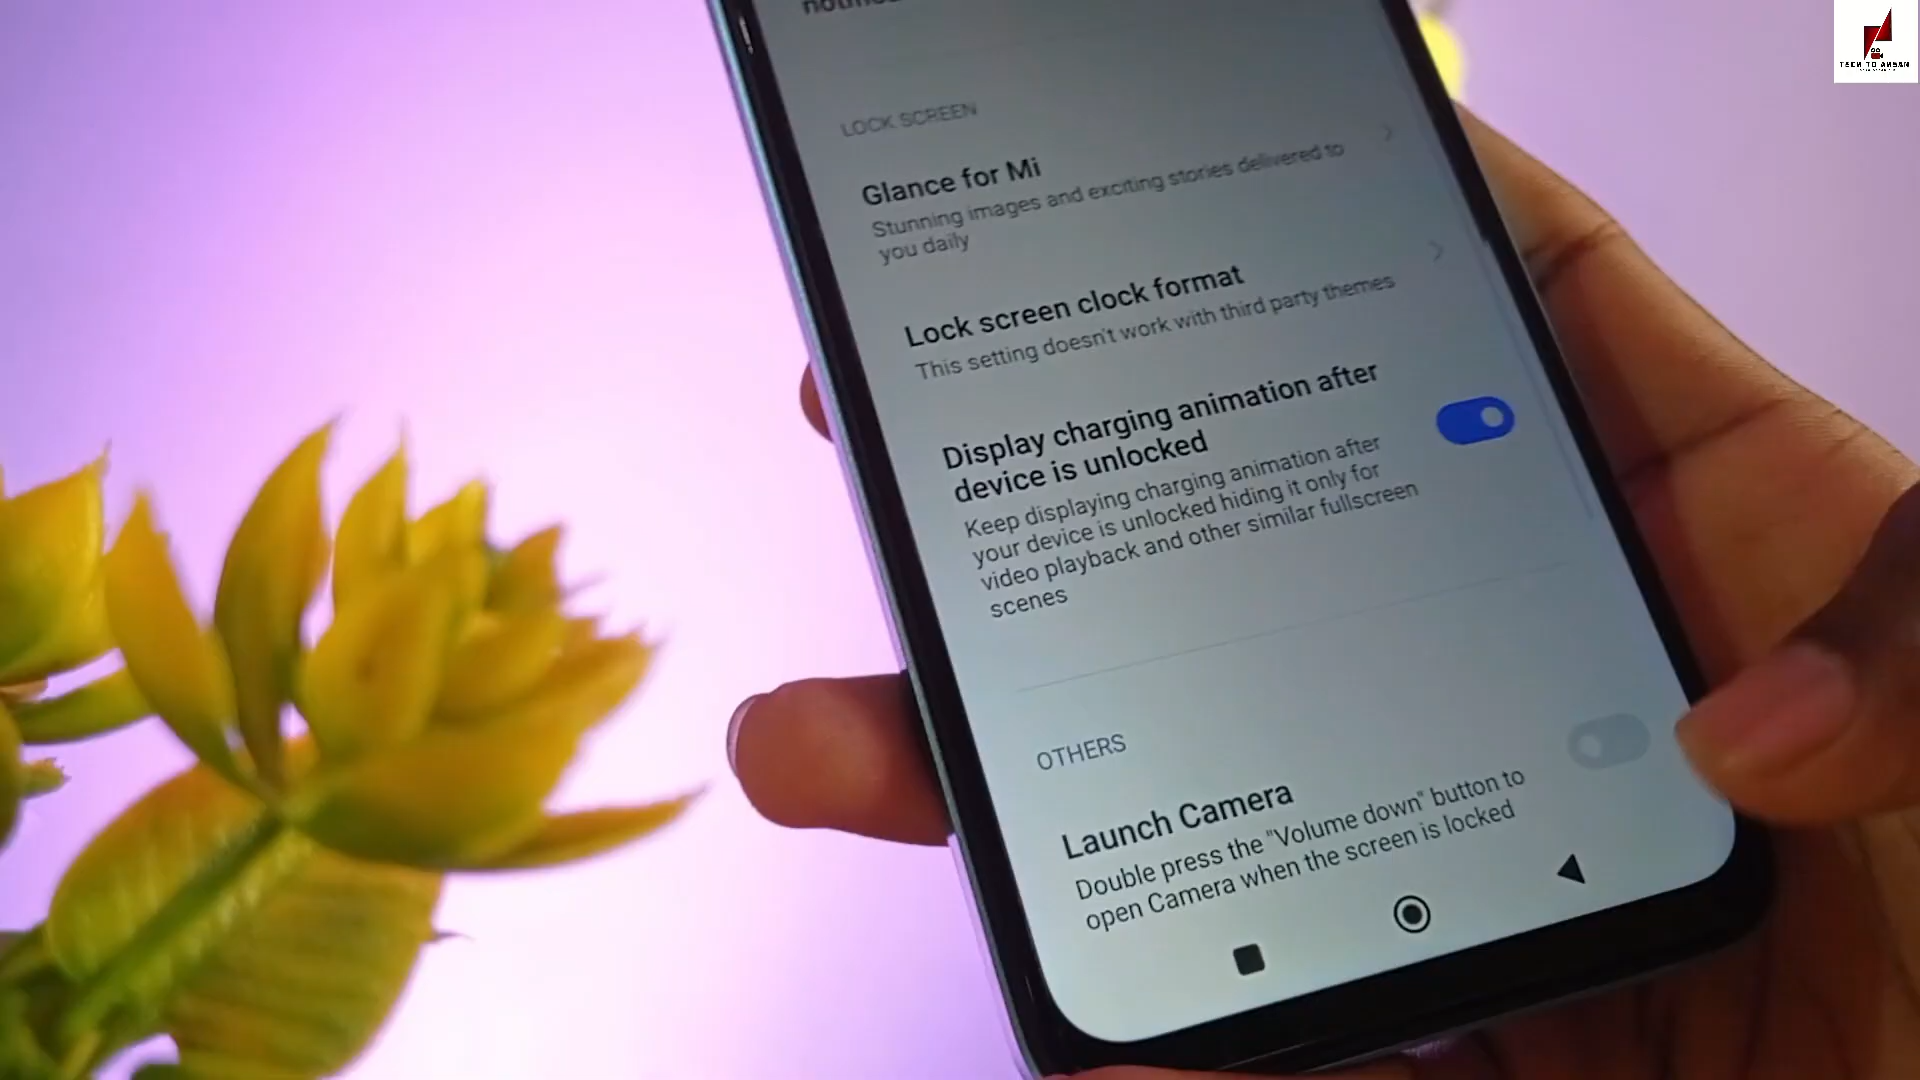 LOCK SCREEN
Glance for Mi
Stunning images and exciting stories delivered to
you daily
Lock screen clock format
This setting doesn't work with third party themes
Display charging animation after
device is unlocked
Keep displaying charging animation after
your device is unlocked hiding it only for
video playback and other similar fullscreen
scenes
OTHERS
Launch Camera
Double press the "Volume down" button to
open Camera when the screen is locked
TECH TO AHSAN